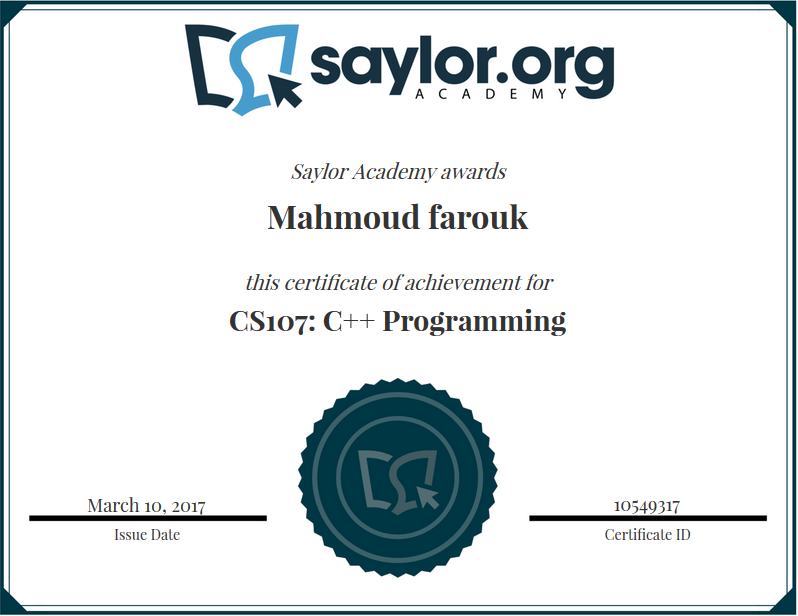 saylor.org
ACADEMY
Saylor Academy awards
Mahmoud farouk
this certificate of achievement for
CS107: C++ Programming
March 10, 2017
Issue Date
10549317
Certificate ID